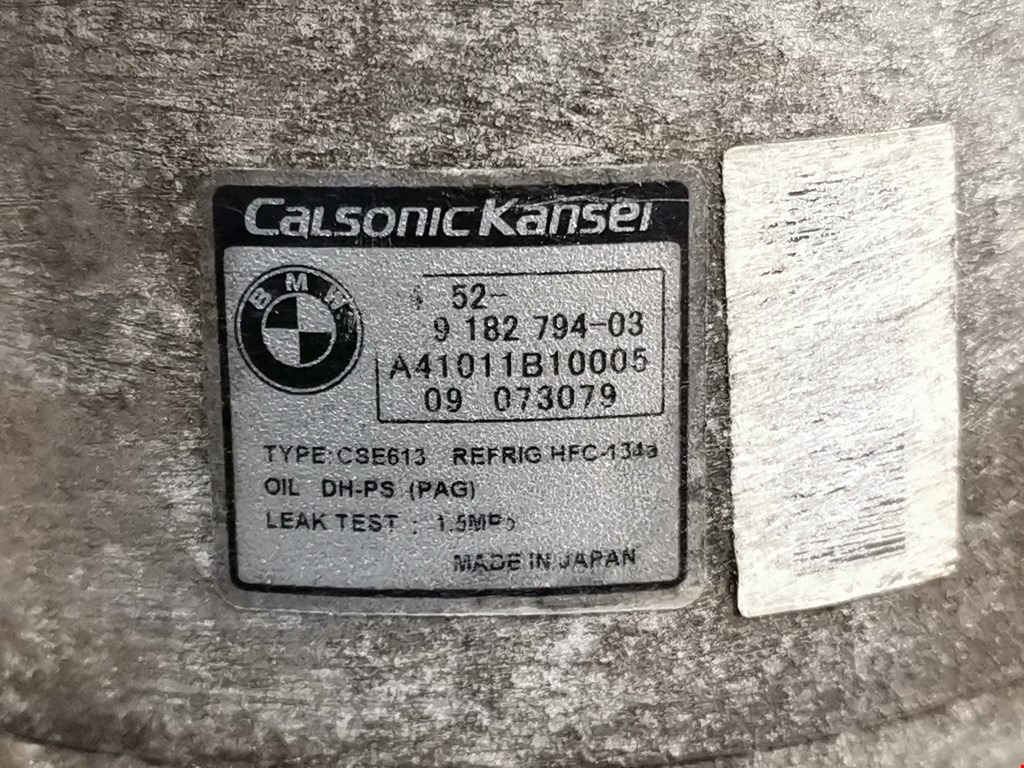 CalsonicKansei
BMW
52-
9 182 794-03
A41011B10005
09 073079
TYPE:CSE613 REFRIG HFC-134a
OIL DH-PS (PAG)
LEAK TEST : 1.5MPa
MADE IN JAPAN